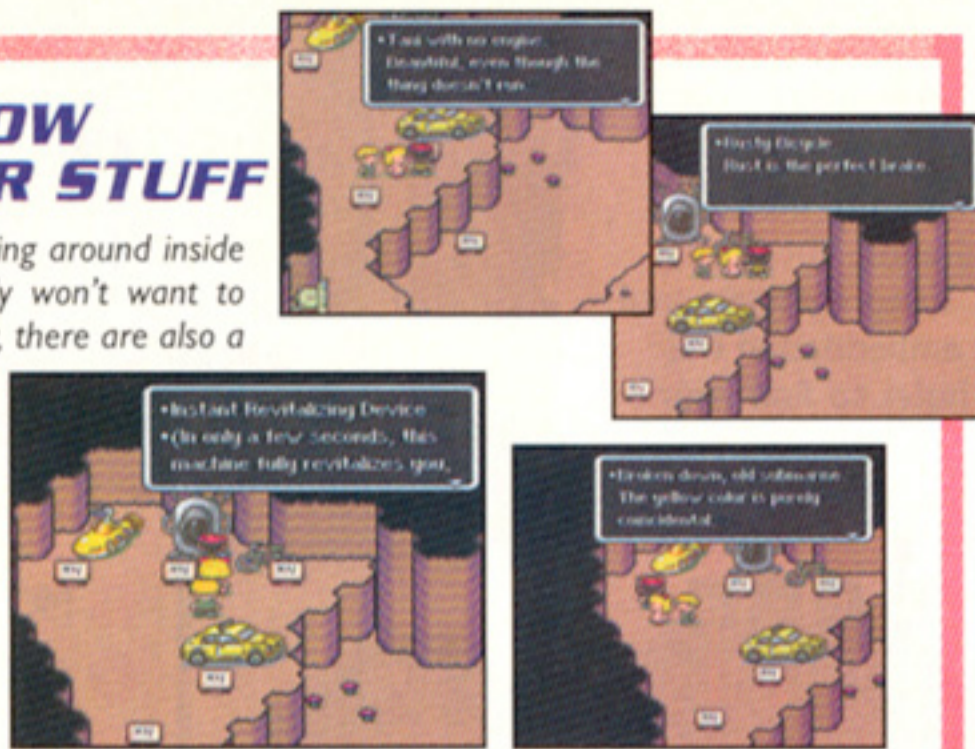 OW
R STUFF
ing around inside
y won't want to
, there are also a
•Taxi with no engine.
Beautiful, even though the
thing doesn't run.
•Rusty Bicycle
Rust is the perfect brake.
•Instant Revitalizing Device
•(In only a few seconds, this
machine fully revitalizes you,
•Broken down, old submarine
The yellow color is purely
coincidental